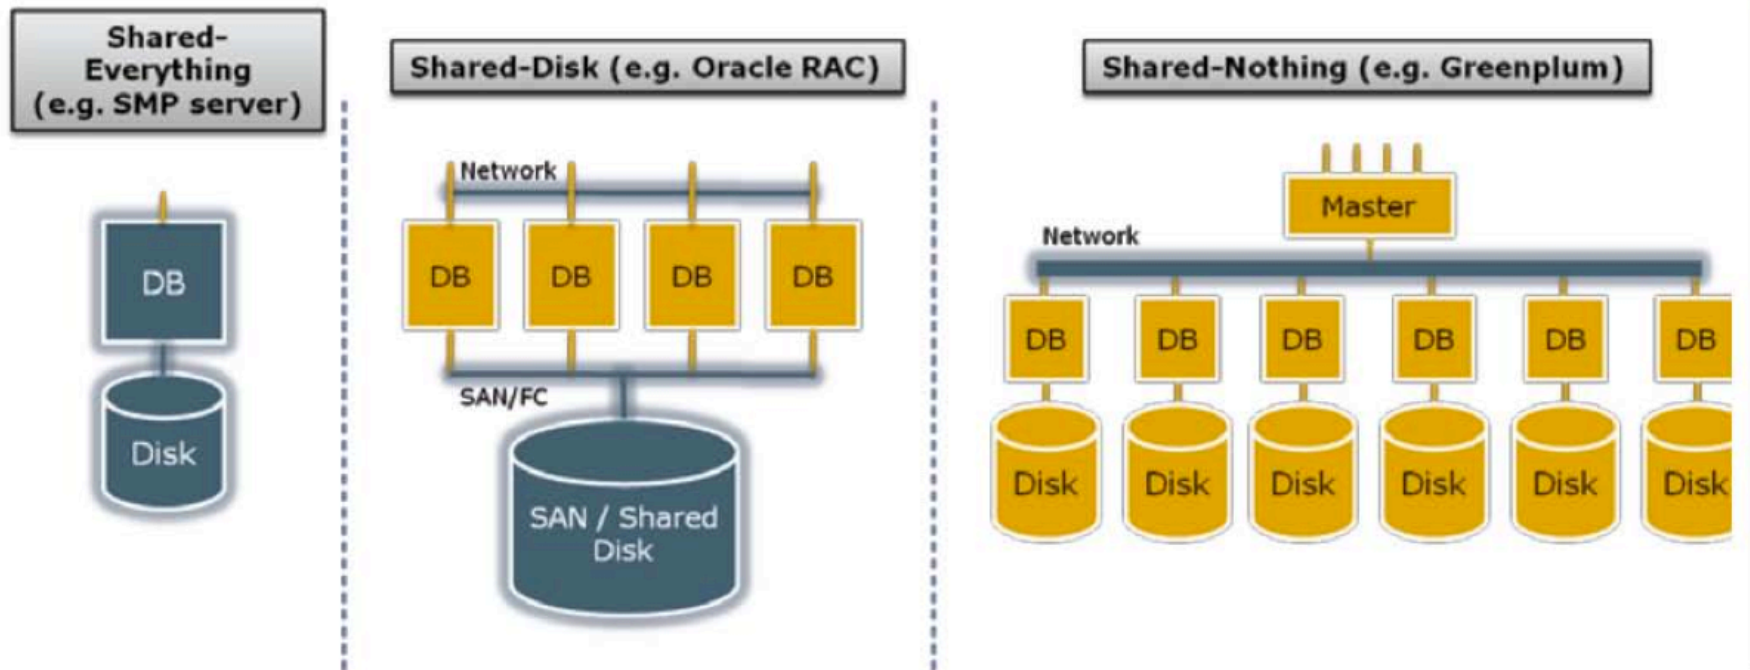 Shared-
Everything
(e.g. SMP server)
DB
Disk
Shared-Disk (e.g. Oracle RAC)
Network
DB
DB
DB
DB
SAN/FC
SAN / Shared
Disk
Shared-Nothing (e.g. Greenplum)
Master
Network
DB
DB
DB
DB
DB
DB
Disk
Disk
Disk
Disk
Disk
Disk